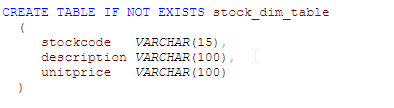 CREATE TABLE IF NOT EXISTS stock_dim_table
(
stockcode VARCHAR(15),
description VARCHAR(100),
unitprice VARCHAR(100)
)